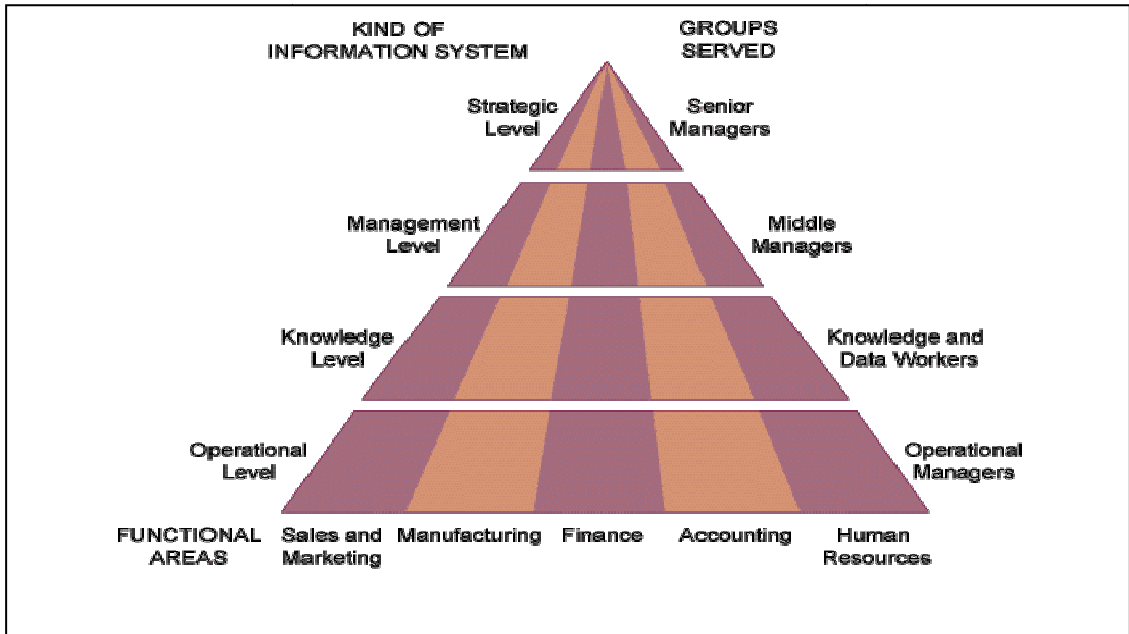 KIND OF
INFORMATION SYSTEM
GROUPS
SERVED
Strategic
Level
Senior
Managers
Management
Level
Middle
Managers
Knowledge
Level
Knowledge and
Data Workers
Operational
Level
Operational
Managers
FUNCTIONAL
AREAS
Sales and
Marketing
Manufacturing
Finance
Accounting
Human
Resources